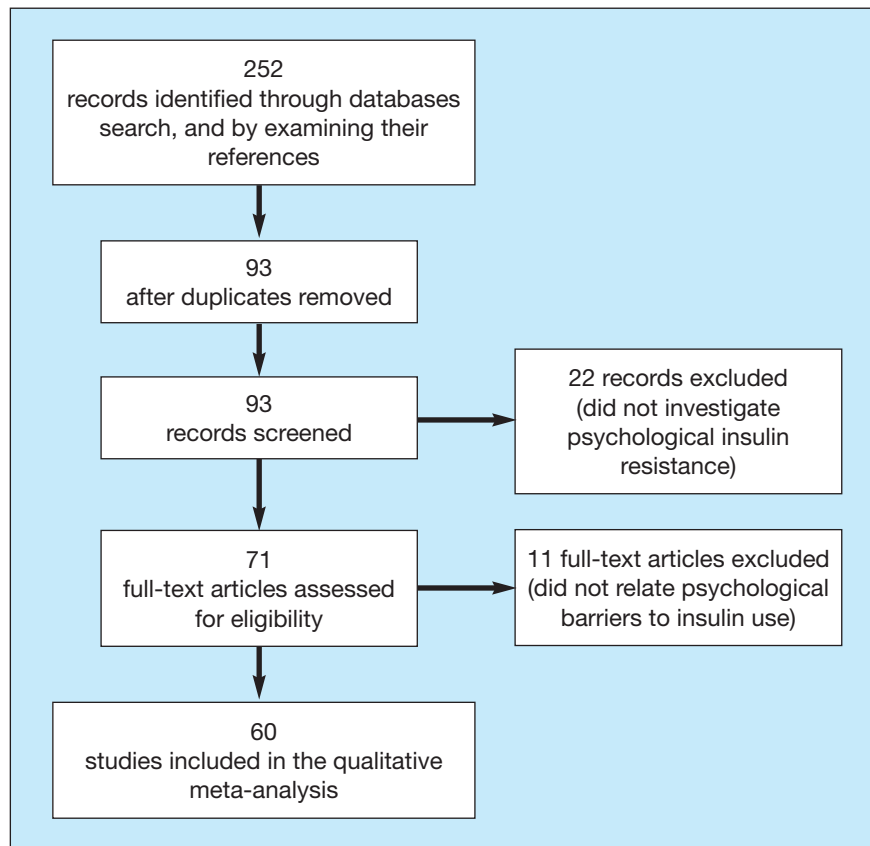 252
records identified through databases
search, and by examining their
references
93
after duplicates removed
93
records screened
22 records excluded
(did not investigate
psychological insulin
resistance)
71
full-text articles assessed
for eligibility
11 full-text articles excluded
(did not relate psychological
barriers to insulin use)
60
studies included in the qualitative
meta-analysis